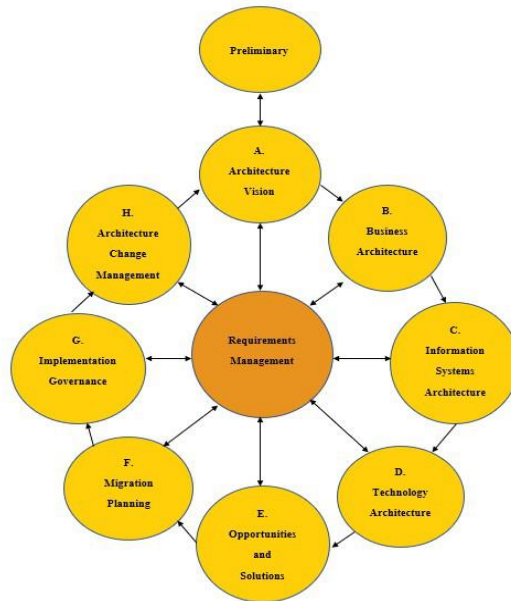 Preliminary
A.
Architecture
Vision
B.
Business
Architecture
C.
Information
Systems
Architecture
D.
Technology
Architecture
E.
Opportunities
and
Solutions
F.
Migration
Planning
G.
Implementation
Governance
H.
Architecture
Change
Management
Requirements
Management